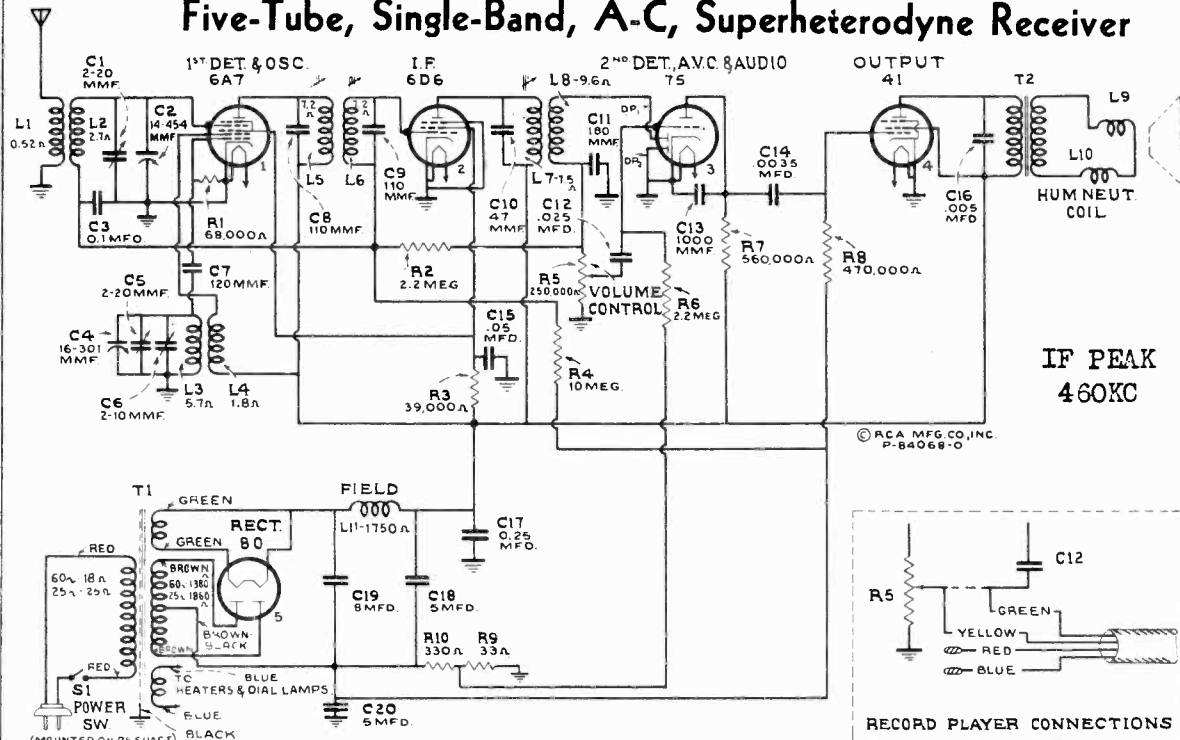 Five-Tube, Single-Band, A-C, Superheterodyne Receiver
1ST DET. & OSC.
6A7
I.F.
6D6
2ND DET., A.V.C. & AUDIO
75
OUTPUT
41
T2
C1
2-20
MMF.
C2
14-454
MMF
L1
0.52Ω
L2
2.7Ω
C3
0.1 MFD.
R1
68,000Ω
1
7.2
Ω
L5
7.2
Ω
L6
C8
110 MMF.
C9
110
MMF.
2
L8-9.6Ω
L7-7.5
Ω
C10
47
MMF
C11
180
MMF
C12
.025
MFD.
DP1
DP2
3
C13
1000
MMF
C14
.0035
MFD.
4
C16
.005
MFD
L9
L10
HUM NEUT.
COIL
C7
120 MMF.
C5
2-20 MMF.
C4
16-301
MMF.
C6
2-10 MMF.
L3
5.7Ω
L4
1.8Ω
R2
2.2 MEG
R5
250,000Ω
VOLUME
CONTROL
R6
2.2 MEG
R7
560,000Ω
R8
470,000Ω
C15
.05
MFD.
R3
39,000Ω
R4
10 MEG.
IF PEAK
460KC
© RCA MFG. CO., INC.
P-84068-0
T1
GREEN
GREEN
RECT.
80
5
FIELD
L11-1750Ω
C17
0.25
MFD.
RED
60~ 18Ω
25~ 25Ω
BROWN
60~ 1380
Ω
25~ 1860
Ω
BROWN-
BLACK
BROWN
C19
8 MFD.
C18
5 MFD.
R10
330Ω
R9
33Ω
RED
S1
POWER
SW.
BLUE
TO
HEATERS & DIAL LAMPS
BLUE
BLACK
C20
5 MFD.
R5
C12
GREEN
YELLOW
RED
BLUE
RECORD PLAYER CONNECTIONS